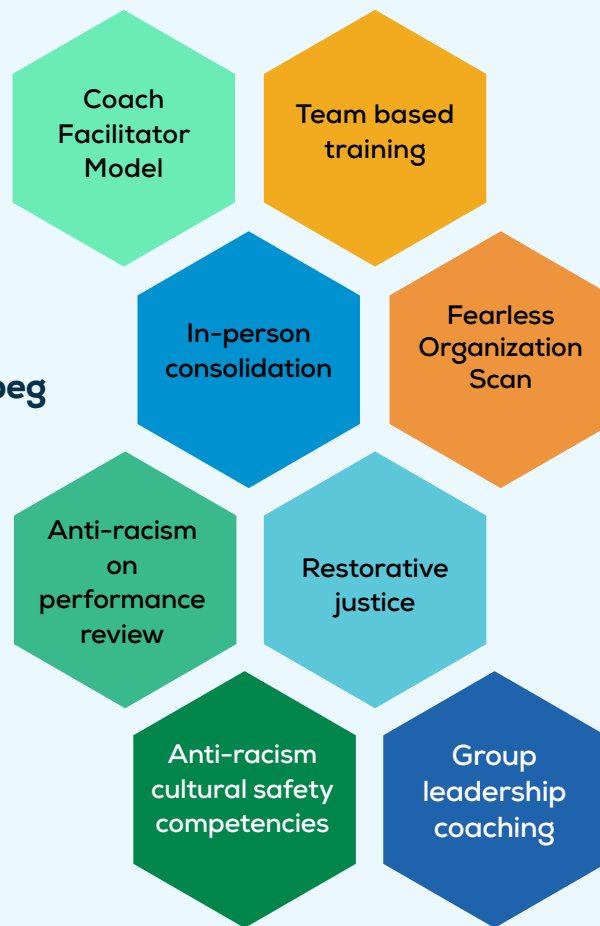 Coach
Facilitator
Model
Team based
training
In-person
consolidation
Fearless
Organization
Scan
peg
Anti-racism
on
performance
review
Restorative
justice
Anti-racism
cultural safety
competencies
Group
leadership
coaching